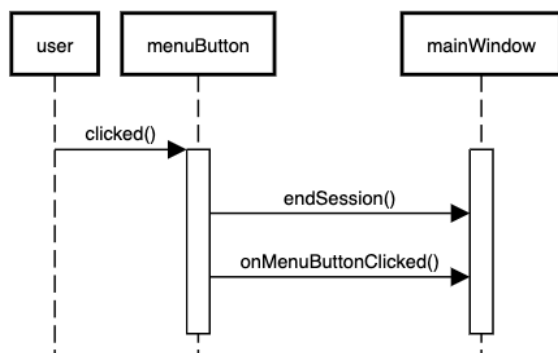 user
menuButton
mainWindow
clicked()
endSession()
onMenuButtonClicked()